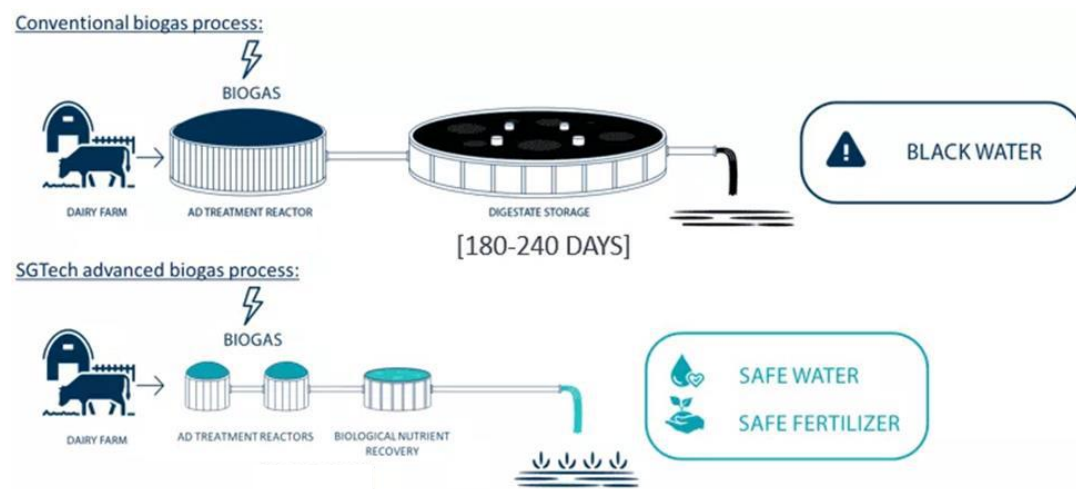 Conventional biogas process:
BIOGAS
DAIRY FARM
AD TREATMENT REACTOR
DIGESTATE STORAGE
[180-240 DAYS]
BLACK WATER
SGTech advanced biogas process:
BIOGAS
DAIRY FARM
AD TREATMENT REACTORS
BIOLOGICAL NUTRIENT
RECOVERY
SAFE WATER
SAFE FERTILIZER